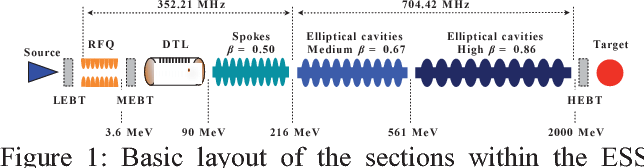 352.21 MHz
704.42 MHz
Source
RFQ
DTL
Spokes
β = 0.50
Elliptical cavities
Medium β = 0.67
Elliptical cavities
High β = 0.86
Target
LEBT
MEBT
HEBT
3.6 MeV
90 MeV
216 MeV
561 MeV
2000 MeV
Figure 1: Basic layout of the sections within the ESS